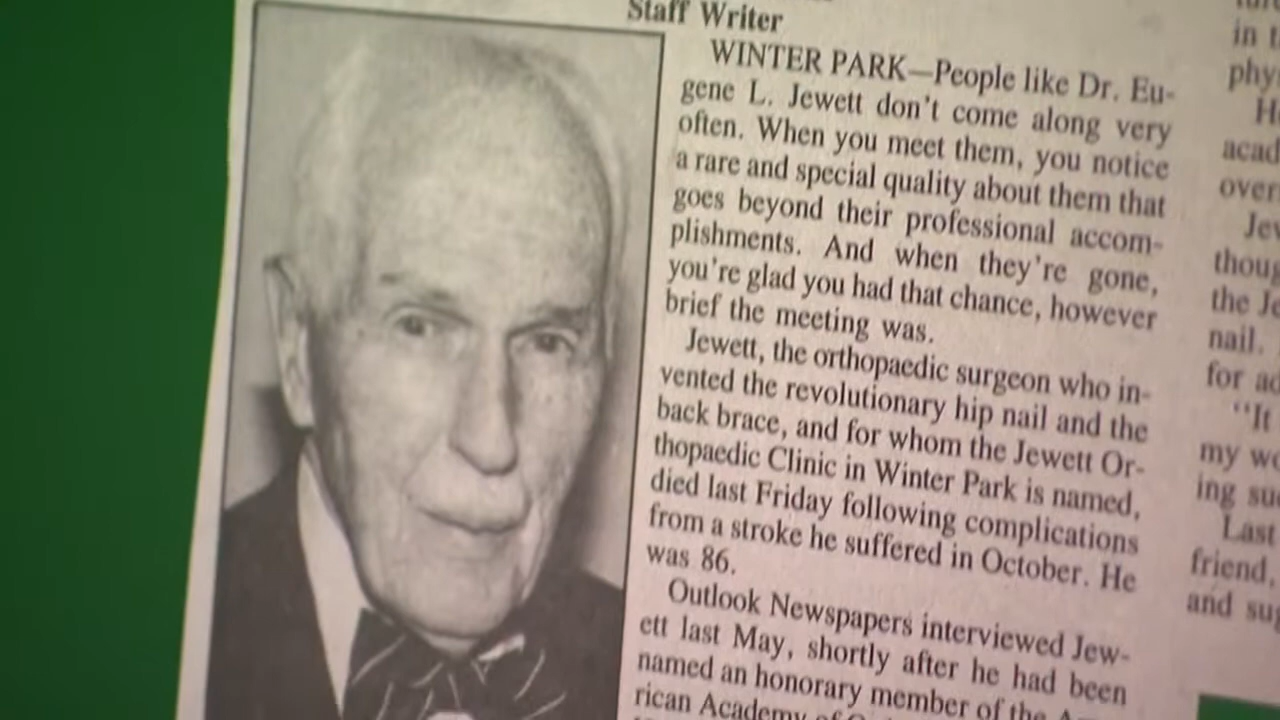 Staff Writer
WINTER PARK—People like Dr. Eu-
gene L. Jewett don't come along very
often. When you meet them, you notice
a rare and special quality about them that
goes beyond their professional accom-
plishments. And when they're gone,
you're glad you had that chance, however
brief the meeting was.
Jewett, the orthopaedic surgeon who in-
vented the revolutionary hip nail and the
back brace, and for whom the Jewett Or-
thopaedic Clinic in Winter Park is named,
died last Friday following complications
from a stroke he suffered in October. He
was 86.
Outlook Newspapers interviewed Jew-
ett last May, shortly after he had been
named an honorary member of the
rican Academy of
in
over
the
nail.
for
"It
my
Last
friend,
and